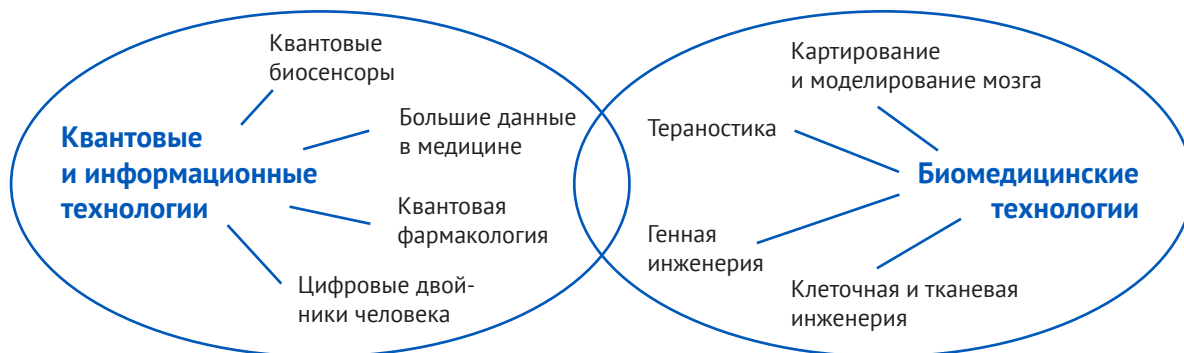 Квантовые
и информационные
технологии
Квантовые
биосенсоры
Большие данные
в медицине
Квантовая
фармакология
Цифровые двой-
ники человека
Картирование
и моделирование мозга
Тераностика
Генная
инженерия
Клеточная и тканевая
инженерия
Биомедицинские
технологии